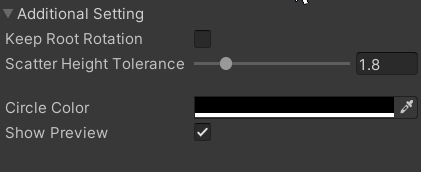 Additional Setting
Keep Root Rotation
Scatter Height Tolerance 1.8
Circle Color
Show Preview